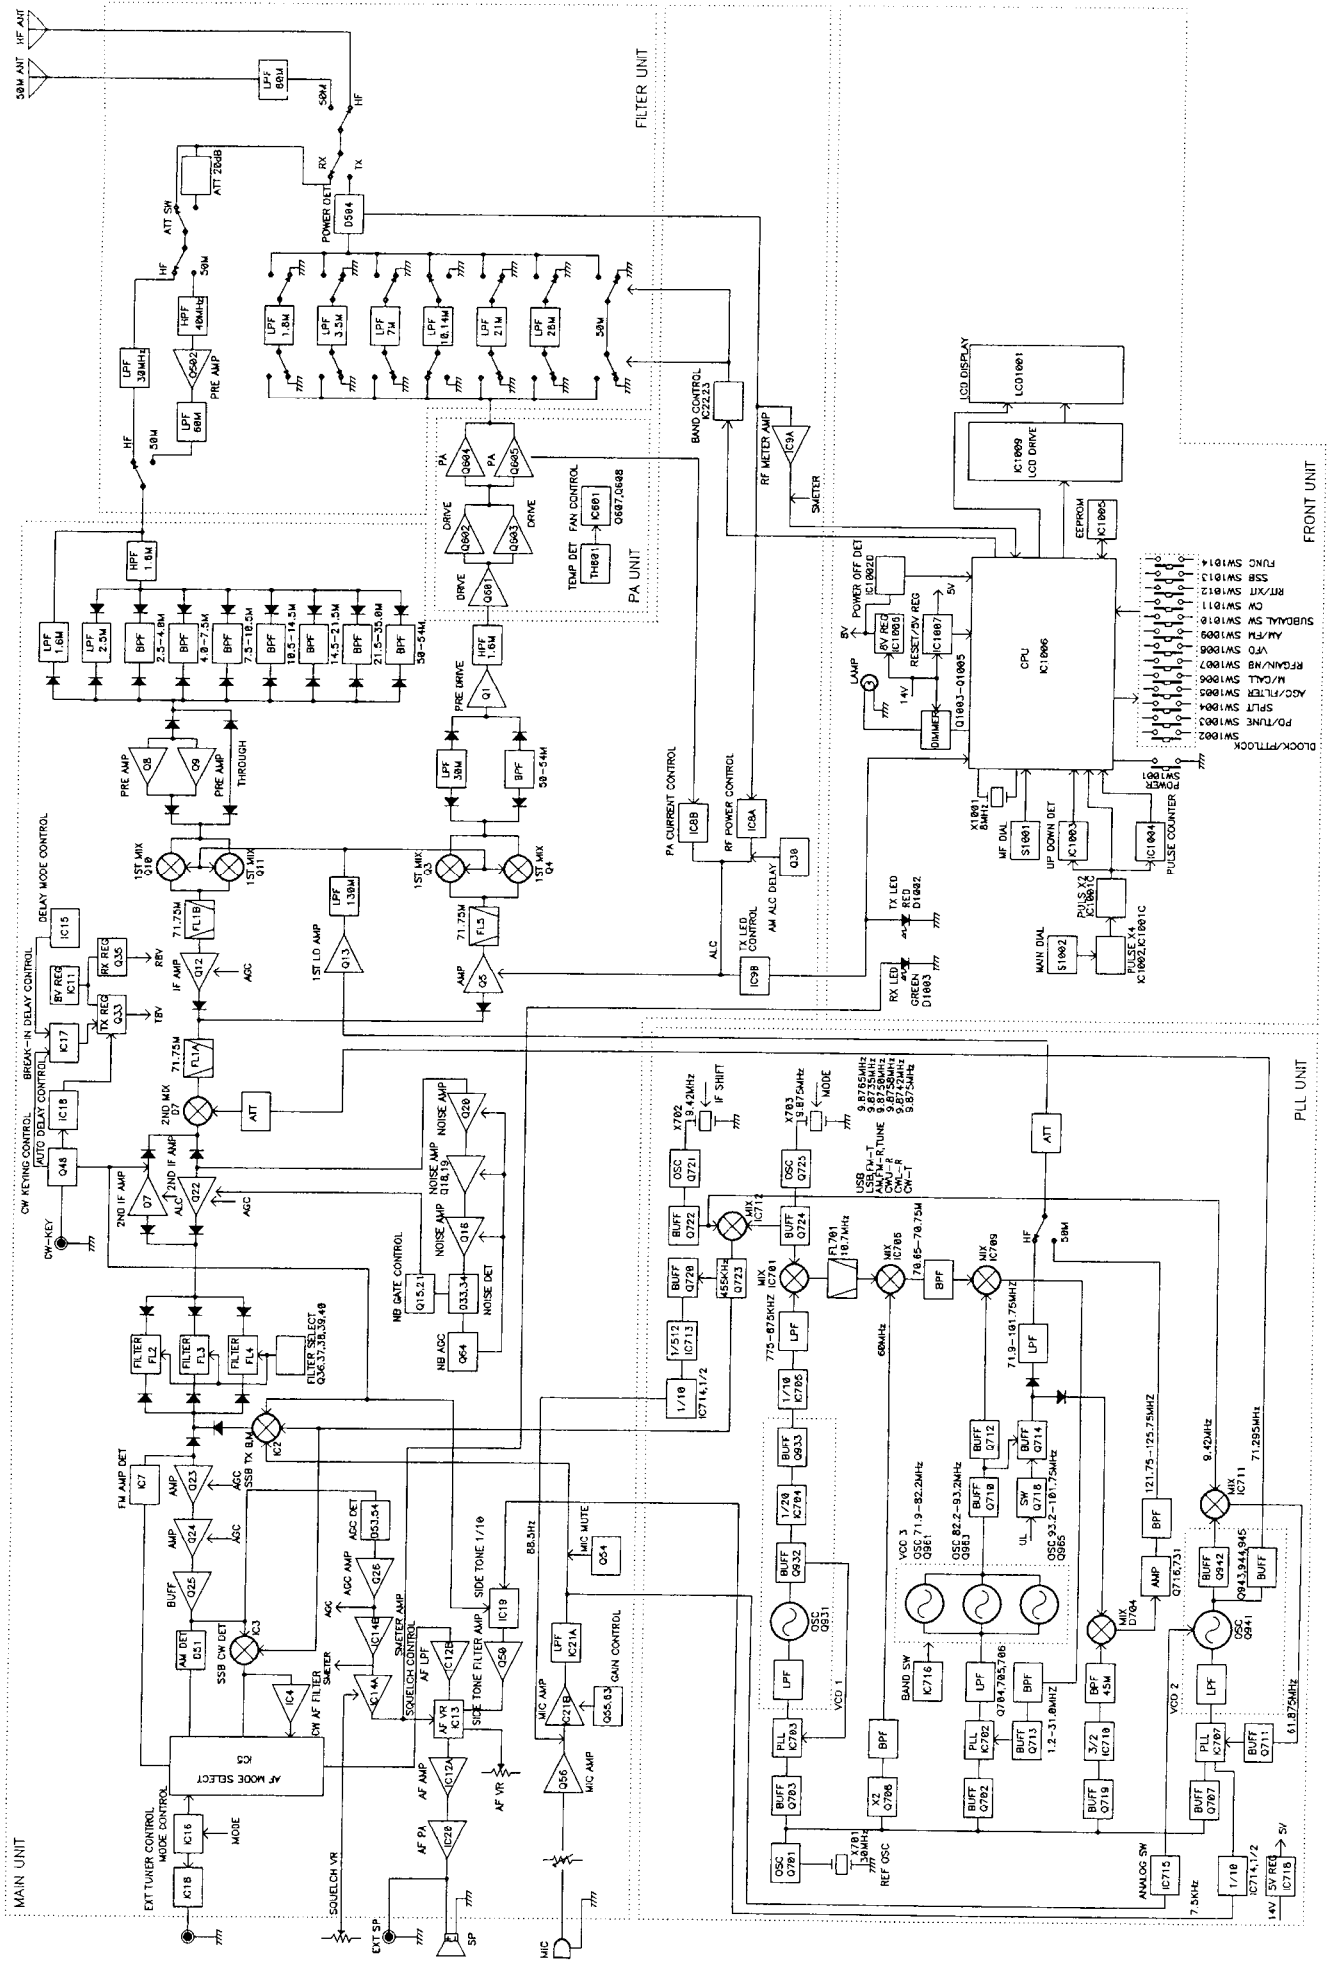 MAIN UNIT
EXT TUNER CONTROL
MODE CONTROL
IC18
IC16
MODE
AF MODE SELECT
IC5
SQUELCH VR
EXT SP
SP
AF PA
IC20
AF AMP
IC12A
AF VR
IC13
AF VR
MIC
MIC AMP
Q56
MIC AMP
IC21B
Q55,63
GAIN CONTROL
LPF
IC21A
MIC MUTE
Q54
88.5Hz
FM AMP DET
IC7
AM DET
D51
BUFF
Q25
AMP
Q24
AGC
AMP
Q23
AGC
SSB CW DET
IC3
IC4
CW AF FILTER
SMETER
IC14A
SQUELCH CONTROL
IC14B
SMETER AMP
AGC
AGC AMP
Q26
AGC DET
D53,54
AF LPF
IC12B
SIDE TONE FILTER AMP
Q50
IC19
SIDE TONE 1/10
SSB TX B.M
IC2
FILTER
FL2
FILTER
FL3
FILTER
FL4
FILTER SELECT
Q36,37,38,39,40
CW-KEY
CW KEYING CONTROL
Q48
AUTO DELAY CONTROL
IC18
BREAK-IN DELAY CONTROL
IC17
DELAY MODE CONTROL
IC15
8V REG
IC11
TX REG
Q33
T8V
RX REG
Q35
R8V
2ND IF AMP
Q7
2ND IF AMP
ALC
Q22
AGC
2ND MIX
D7
ATT
71.75M
FL1A
NB GATE CONTROL
Q15,21
NB AGC
Q64
D33,34
NOISE DET
NOISE AMP
Q16
NOISE AMP
Q18,19
NOISE AMP
Q20
IF AMP
Q12
AGC
71.75M
FL1B
1ST MIX
Q10
1ST MIX
Q11
1ST LO AMP
Q13
LPF
130M
PRE AMP
Q8
Q9
PRE AMP
THROUGH
LPF
1.6M
LPF
2.5M
BPF
2.5-4.0M
BPF
4.0-7.5M
BPF
7.5-10.5M
BPF
10.5-14.5M
BPF
14.5-21.5M
BPF
21.5-35.0M
BPF
50-54M
HPF
1.6M
AMP
Q5
71.75M
FL5
1ST MIX
Q3
1ST MIX
Q4
LPF
30M
BPF
50-54M
PRE DRIVE
Q1
HPF
1.6M
ALC
50M ANT
HF ANT
LPF
60M
50M
HF
RX
TX
ATT SW
ATT 20dB
HF
50M
HPF
40MHz
Q502
PRE AMP
LPF
60M
LPF
30MHz
HF
50M
POWER DET
D504
LPF
1.8M
LPF
3.5M
LPF
7M
LPF
10,14M
LPF
21M
LPF
28M
50M
FILTER UNIT
DRIVE
Q601
DRIVE
Q602
Q603
DRIVE
PA
Q604
PA
Q605
TEMP DET
TH601
FAN CONTROL
IC601
Q607,Q608
PA UNIT
PA CURRENT CONTROL
IC8B
RF POWER CONTROL
IC8A
AM ALC DELAY
Q30
BAND CONTROL
IC22,23
RF METER AMP
IC9A
SMETER
TX LED
CONTROL
IC9B
TX LED
RED
D1002
RX LED
GREEN
D1003
LAMP
DIMMER
Q1003-Q1005
14V
8V
8V REG
IC1006
RESET/5V REG
IC1007
5V
POWER OFF DET
IC1002D
CPU
IC1006
EEPROM
IC1005
IC1009
LCD DRIVE
LCD DISPLAY
LCD1001
X1001
8MHz
MF DIAL
S1001
UP DOWN DET
IC1003
IC1004
PULSE COUNTER
PULS X2
IC1001C
MAIN DIAL
S1002
PULSE X4
IC1002,IC1001C
POWER
SW1001
DLOCK/PTTLOCK
SW1002
PO/TUNE SW1003
SPLIT SW1004
AGC/FILTER SW1005
M/CALL SW1006
RFGAIN/NB SW1007
VFO SW1008
AM/FM SW1009
SUBDAIAL SW SW1010
CW SW1011
RIT/XIT SW1012
SSB SW1013
FUNC SW1014
FRONT UNIT
PLL UNIT
1/10
IC714,1/2
1/512
IC713
BUFF
Q720
455KHz
Q723
BUFF
Q722
OSC
Q721
X702
9.42MHz
IF SHIFT
MIX
IC712
BUFF
Q724
OSC
Q725
X703
9.875MHz
MODE
USB 9.8765MHz
LSB,FM-T 9.8735MHz
AM,FM-R,TUNE 9.8750MHz
CWU-R 9.8758MHz
CWL-R 9.8742MHz
CW-T 9.875MHz
OSC
Q701
X701
30MHz
REF OSC
BUFF
Q703
PLL
IC703
LPF
VCO 1
OSC
Q931
BUFF
Q932
1/20
IC704
BUFF
Q933
1/10
IC705
775-675KHZ
LPF
MIX
IC701
FL701
10.7MHz
X2
Q706
BPF
60MHz
MIX
IC706
70.65-70.75M
BPF
MIX
IC709
BUFF
Q702
PLL
IC702
BUFF
Q713
1.2-31.0MHZ
LPF
Q704,705,706
BPF
BAND SW
IC716
VCO 3
OSC 71.9-82.2MHz
Q961
OSC 82.2-93.2MHz
Q963
OSC 93.2-101.75MHz
Q965
BUFF
Q710
BUFF
Q712
BUFF
Q714
SW
Q718
UL
71.9-101.75MHZ
LPF
HF
50M
ATT
BUFF
Q719
3/2
IC710
BPF
45M
MIX
D704
AMP
Q716,731
BPF
121.75-125.75MHZ
BUFF
Q707
PLL
IC707
BUFF
Q711
61.875MHz
LPF
VCO 2
OSC
Q941
BUFF
Q942
Q943,944,945
BUFF
MIX
IC711
9.42MHz
71.295MHz
ANALOG SW
IC715
7.5KHz
1/10
IC714,1/2
14V
5V REG
IC718
5V